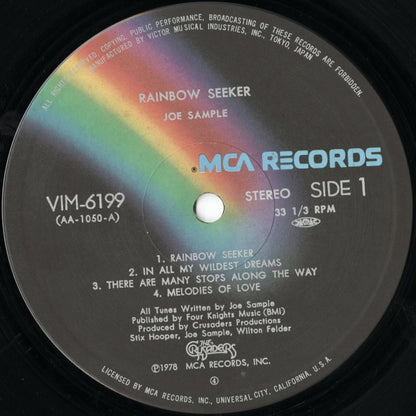 ALL RIGHTS RESERVED. UNAUTHORIZED COPYING, PUBLIC PERFORMANCE, BROADCASTING OF THESE RECORDS ARE FORBIDDEN.
MANUFACTURED BY VICTOR MUSICAL INDUSTRIES, INC. TOKYO, JAPAN
RAINBOW SEEKER
JOE SAMPLE
MCA RECORDS
VIM-6199
(AA-1050-A)
STEREO SIDE 1
33 1/3 RPM
1. RAINBOW SEEKER
2. IN ALL MY WILDEST DREAMS
3. THERE ARE MANY STOPS ALONG THE WAY
4. MELODIES OF LOVE
All Tunes Written by Joe Sample
Published by Four Knights Music (BMI)
Produced by Crusaders Productions
Stix Hooper, Joe Sample, Wilton Felder
THE CRUSADERS
Ⓟ1978 MCA RECORDS, INC.
④
LICENSED BY MCA RECORDS, INC., UNIVERSAL CITY, CALIFORNIA, U.S.A.